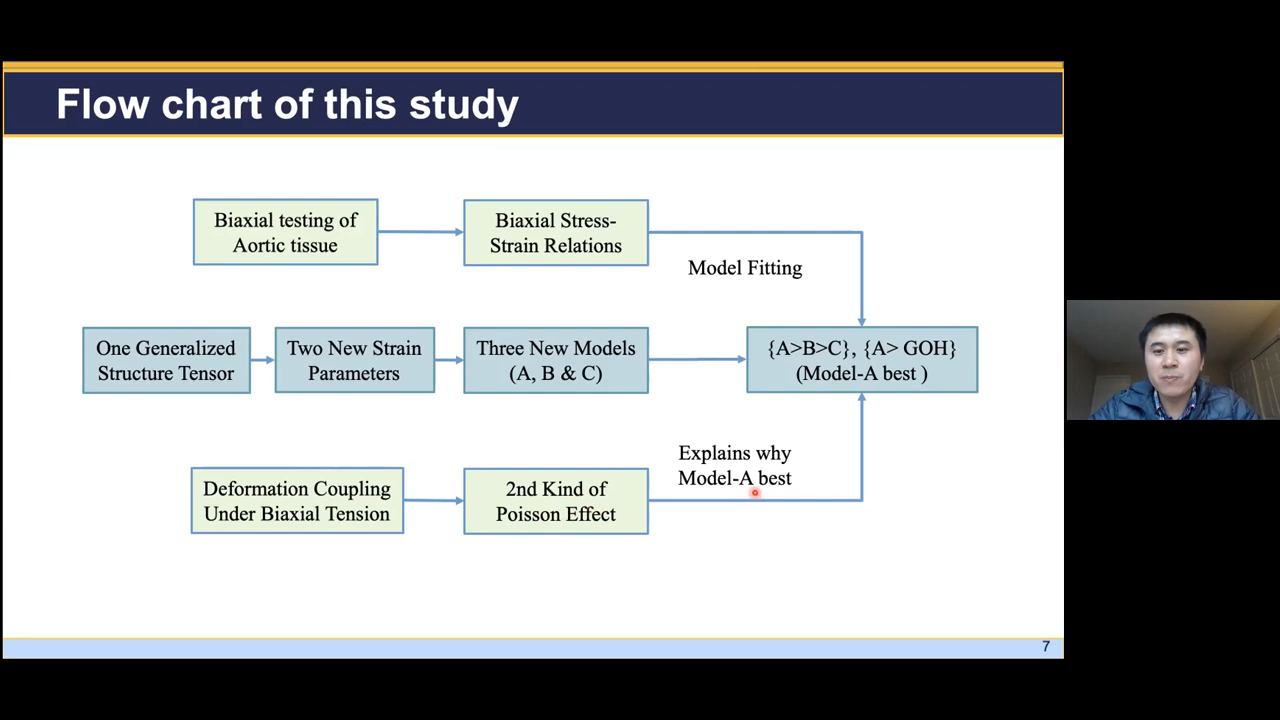 Flow chart of this study
Biaxial testing of
Aortic tissue
Biaxial Stress-
Strain Relations
Model Fitting
One Generalized
Structure Tensor
Two New Strain
Parameters
Three New Models
(A, B & C)
{A>B>C}, {A> GOH}
(Model-A best )
Deformation Coupling
Under Biaxial Tension
2nd Kind of
Poisson Effect
Explains why
Model-A best
7